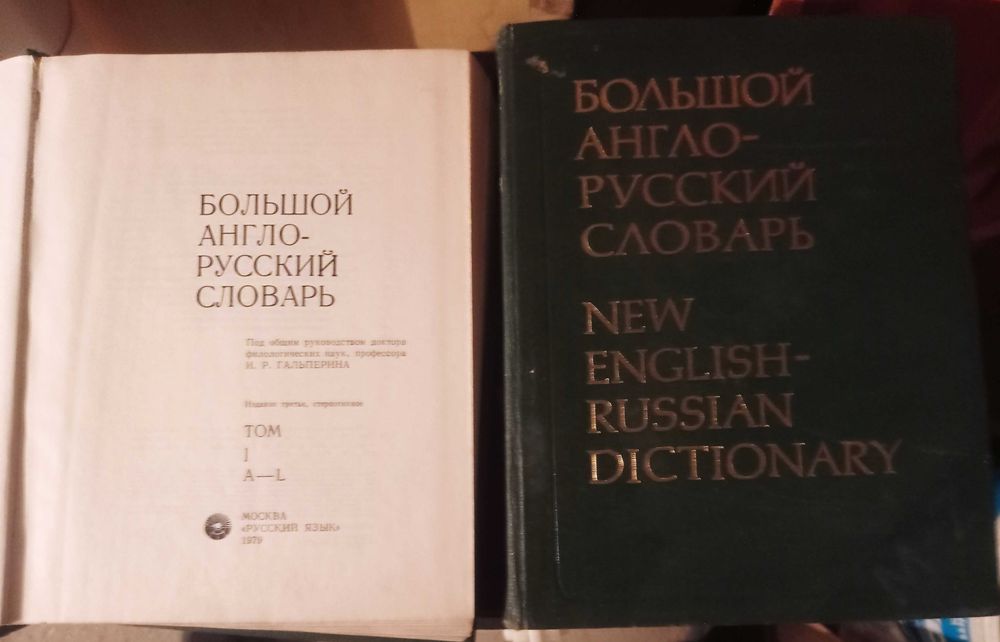 БОЛЬШОЙ
АНГЛО-
РУССКИЙ
СЛОВАРЬ
Под общим руководством доктора
филологических наук, профессора
И. Р. ГАЛЬПЕРИНА
Издание третье, стереотипное
ТОМ
I
A—L
МОСКВА
«РУССКИЙ ЯЗЫК»
1979
БОЛЬШОЙ
АНГЛО-
РУССКИЙ
СЛОВАРЬ
NEW
ENGLISH-
RUSSIAN
DICTIONARY